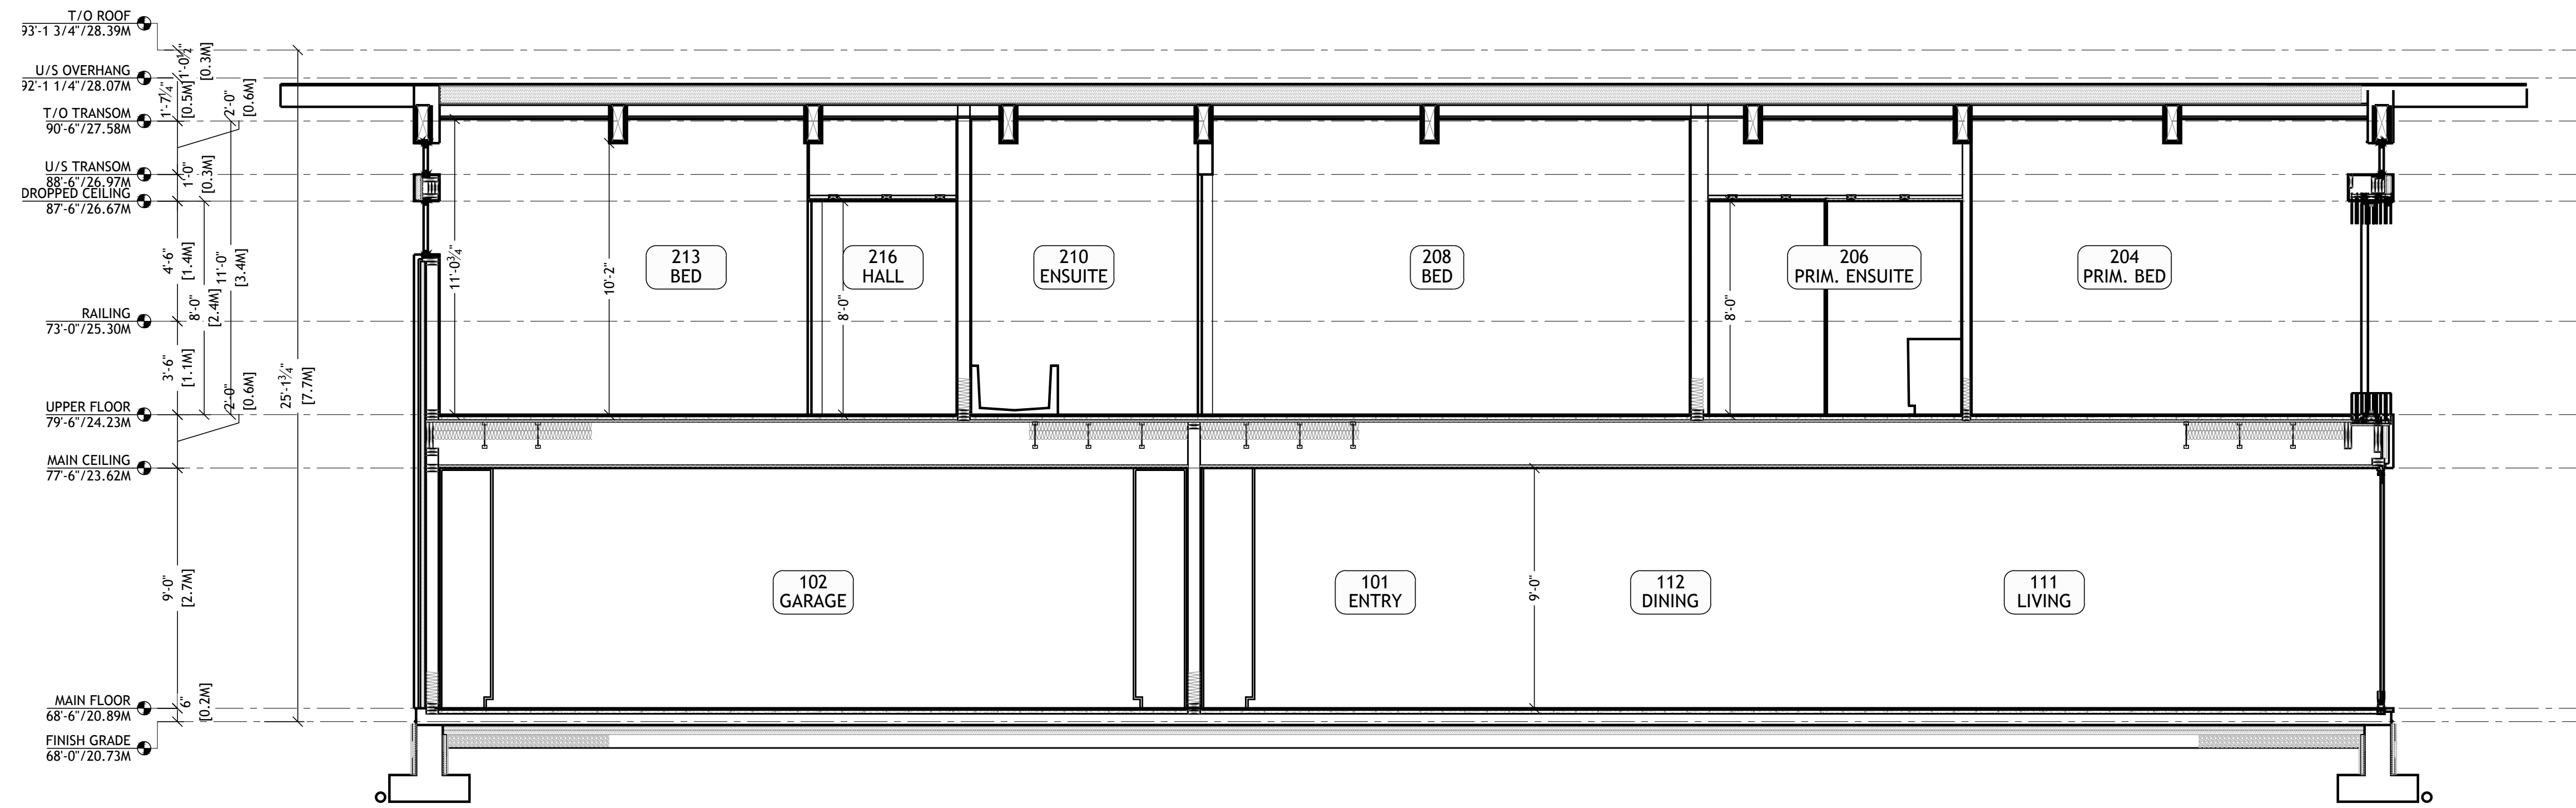 T/O ROOF
93'-1 3/4"/28.39M
U/S OVERHANG
92'-1 1/4"/28.07M
T/O TRANSOM
90'-6"/27.58M
U/S TRANSOM
88'-6"/26.97M
DROPPED CEILING
87'-6"/26.67M
RAILING
73'-0"/25.30M
UPPER FLOOR
79'-6"/24.23M
MAIN CEILING
77'-6"/23.62M
MAIN FLOOR
68'-6"/20.89M
FINISH GRADE
68'-0"/20.73M
1'-0½"
[0.3M]
1'-7¼"
[0.5M]
2'-0"
[0.6M]
1'-0"
[0.3M]
4'-6"
[1.4M]
8'-0"
[2.4M]
11'-0"
[3.4M]
3'-6"
[1.1M]
2'-0"
[0.6M]
25'-1¾"
[7.7M]
9'-0"
[2.7M]
6"
[0.2M]
11'-0¾"
10'-2"
8'-0"
8'-0"
9'-0"
213
BED
216
HALL
210
ENSUITE
208
BED
206
PRIM. ENSUITE
204
PRIM. BED
102
GARAGE
101
ENTRY
112
DINING
111
LIVING